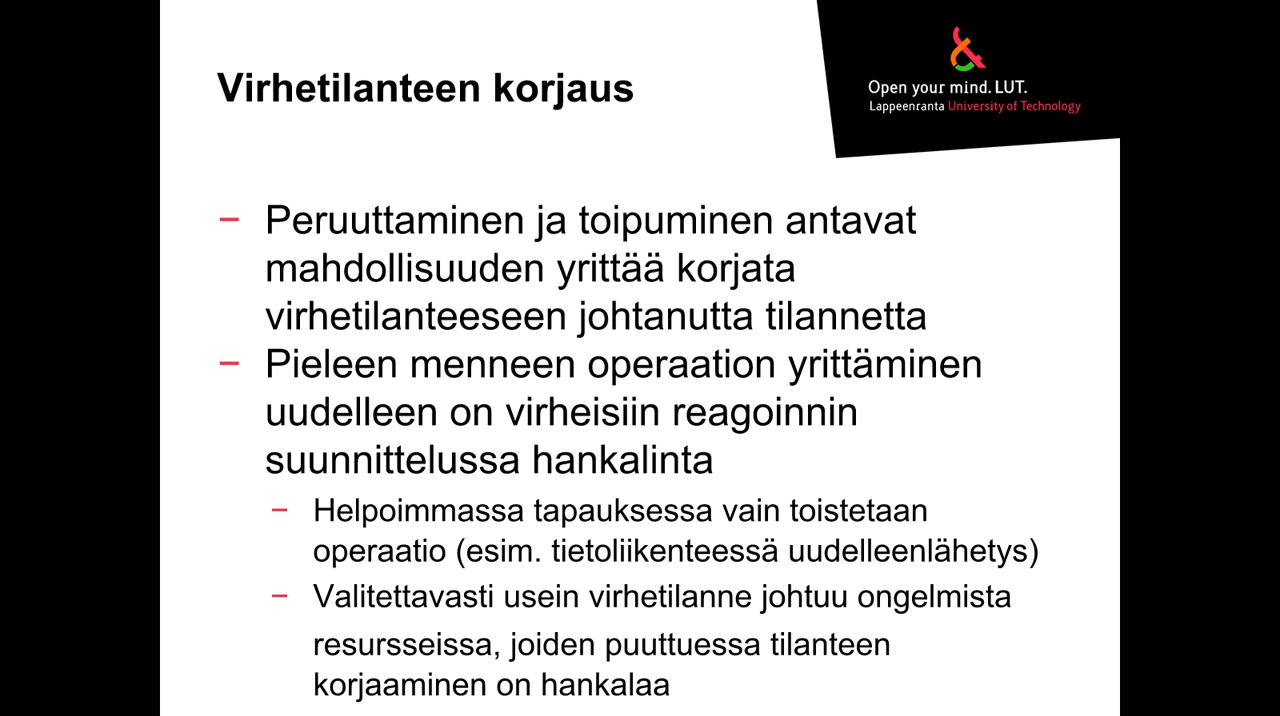 Virhetilanteen korjaus
Open your mind. LUT.
Lappeenranta University of Technology
– Peruuttaminen ja toipuminen antavat
mahdollisuuden yrittää korjata
virhetilanteeseen johtanutta tilannetta
– Pieleen menneen operaation yrittäminen
uudelleen on virheisiin reagoinnin
suunnittelussa hankalinta
– Helpoimmassa tapauksessa vain toistetaan
operaatio (esim. tietoliikenteessä uudelleenlähetys)
– Valitettavasti usein virhetilanne johtuu ongelmista
resursseissa, joiden puuttuessa tilanteen
korjaaminen on hankalaa